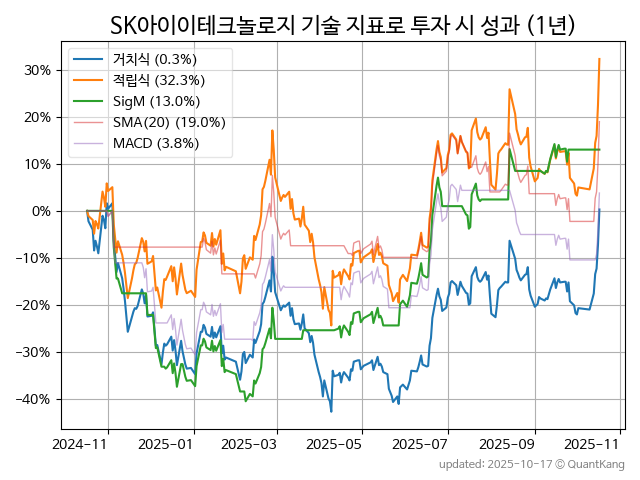 SK아이이테크놀로지 기술 지표로 투자 시 성과 (1년)
거치식 (0.3%)
적립식 (32.3%)
SigM (13.0%)
SMA(20) (19.0%)
MACD (3.8%)
30%
20%
10%
0%
−10%
−20%
−30%
−40%
2024-11 2025-01 2025-03 2025-05 2025-07 2025-09 2025-11
updated: 2025-10-17 © QuantKang